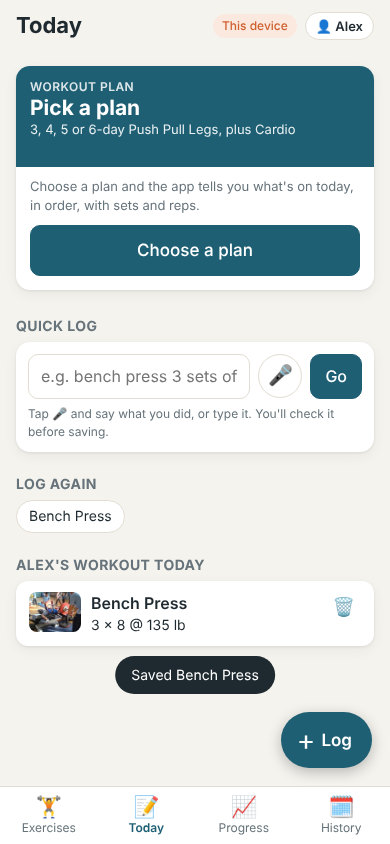 Today
This device
Alex
WORKOUT PLAN
Pick a plan
3, 4, 5 or 6-day Push Pull Legs, plus Cardio
Choose a plan and the app tells you what's on today,
in order, with sets and reps.
Choose a plan
QUICK LOG
e.g. bench press 3 sets of
Go
Tap 🎤 and say what you did, or type it. You'll check it
before saving.
LOG AGAIN
Bench Press
ALEX'S WORKOUT TODAY
Bench Press
3 × 8 @ 135 lb
Saved Bench Press
+ Log
Exercises
Today
Progress
History